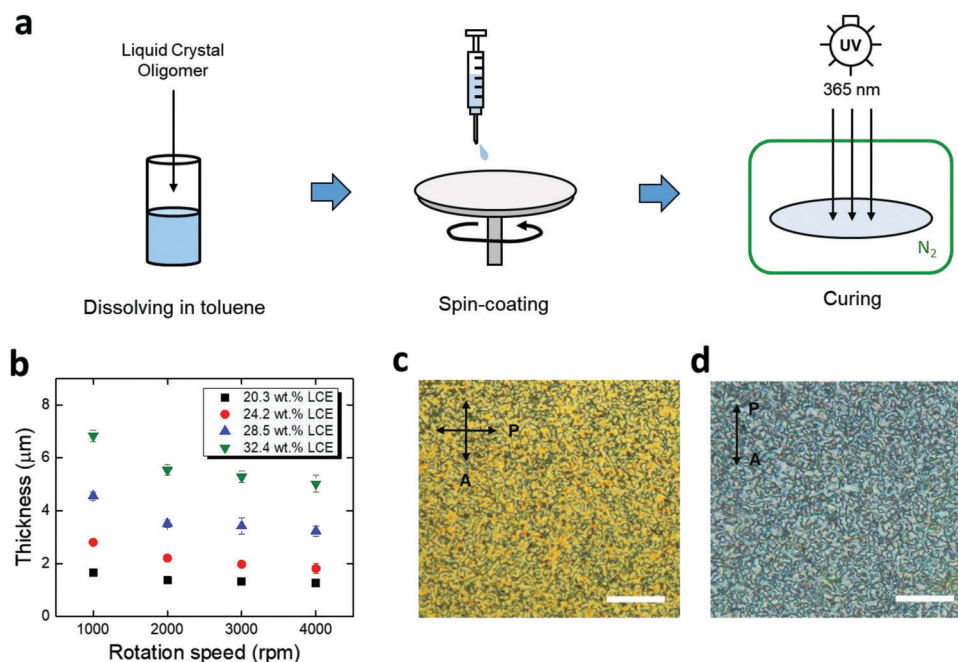 a
Liquid Crystal
Oligomer
UV
365 nm
N2
Dissolving in toluene
Spin-coating
Curing
b
8
6
4
2
0
Thickness (μm)
20.3 wt.% LCE
24.2 wt.% LCE
28.5 wt.% LCE
32.4 wt.% LCE
1000 2000 3000 4000
Rotation speed (rpm)
c
P
A
d
P
A